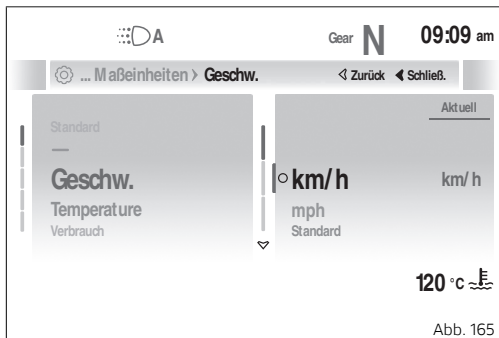 A Gear N 09:09 am
... Maßeinheiten › Geschw. Zurück Schließ.
Aktuell
Standard
—
Geschw.
Temperature
Verbrauch
km/h km/h
mph
Standard
120 °C
Abb. 165